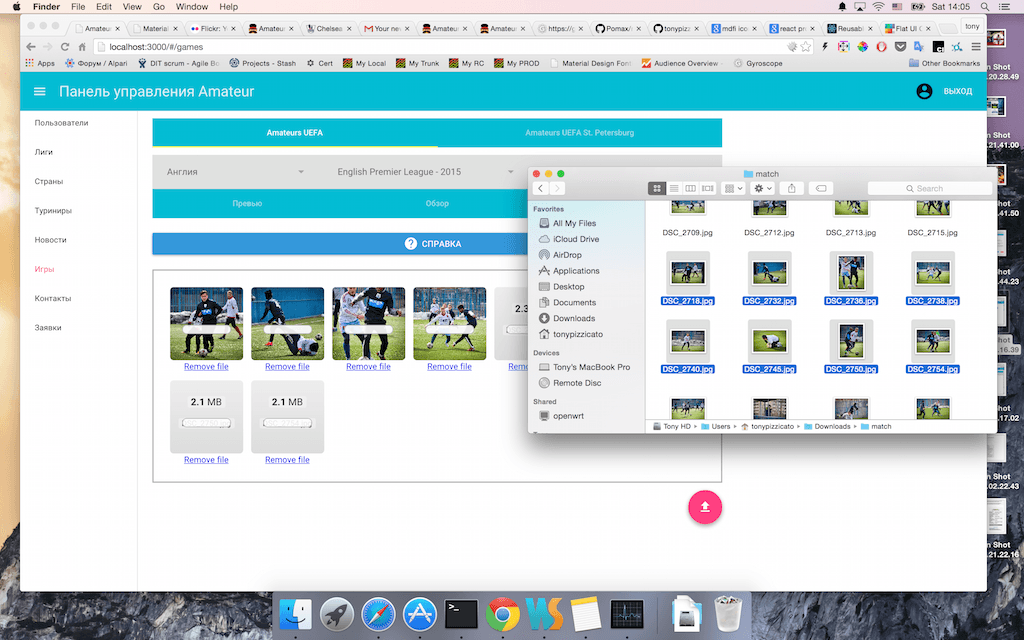 Finder File Edit View Go Window Help
Sat 14:05
Amateu
Material
Flickr: Y
Amateu
Chelsea
Your nev
Amateu
Amateu
https://g
Pomax/
tonypizz
mdfi ico
react pr
Reusabl
Flat UI C
tony
localhost:3000/#/games
Apps Форум / Alpari DIT scrum - Agile Bo Projects - Stash Cert My Local My Trunk My RC My PROD Material Design Font Audience Overview Gyroscope Other Bookmarks
Панель управления Amateur
ВЫХОД
Пользователи
Лиги
Страны
Турниры
Новости
Игры
Контакты
Заявки
Amateurs UEFA
Amateurs UEFA St. Petersburg
Англия
English Premier League - 2015
Превью
Обзор
? СПРАВКА
2.3
Remove file Remove file Remove file Remove file Remo
2.1 MB 2.1 MB
Remove file Remove file
match
Search
Favorites
All My Files
iCloud Drive
AirDrop
Applications
Desktop
Documents
Downloads
tonypizzicato
Devices
Tony's MacBook Pro
Remote Disc
Shared
openwrt
DSC_2709.jpg DSC_2712.jpg DSC_2713.jpg DSC_2715.jpg
DSC_2718.jpg DSC_2732.jpg DSC_2736.jpg DSC_2738.jpg
DSC_2740.jpg DSC_2745.jpg DSC_2750.jpg DSC_2754.jpg
Tony HD Users tonypizzicato Downloads match
n Shot
.20.28.49
.21.41.00
.41.50
.44.23
.16.39
.17.02
n Shot
.02.22.43
n Shot
.21.22.16